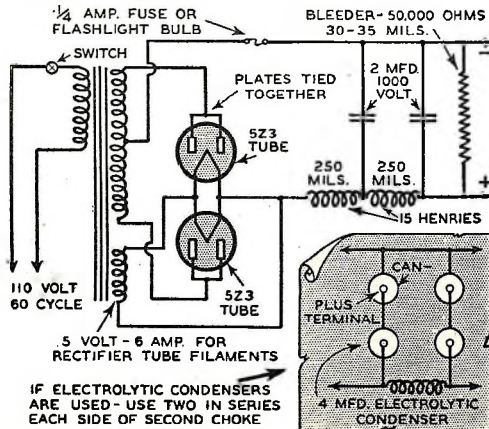 .¼ AMP. FUSE OR
FLASHLIGHT BULB
BLEEDER-50,000 OHMS
30-35 MILS.
SWITCH
PLATES TIED
TOGETHER
2 MFD.
1000
VOLT
5Z3
TUBE
250
MILS.
250
MILS.
15 HENRIES
110 VOLT
60 CYCLE
5Z3
TUBE
CAN-
PLUS
TERMINAL
.5 VOLT-6 AMP. FOR
RECTIFIER TUBE FILAMENTS
IF ELECTROLYTIC CONDENSERS
ARE USED-USE TWO IN SERIES
EACH SIDE OF SECOND CHOKE
4 MFD. ELECTROLYTIC
CONDENSER